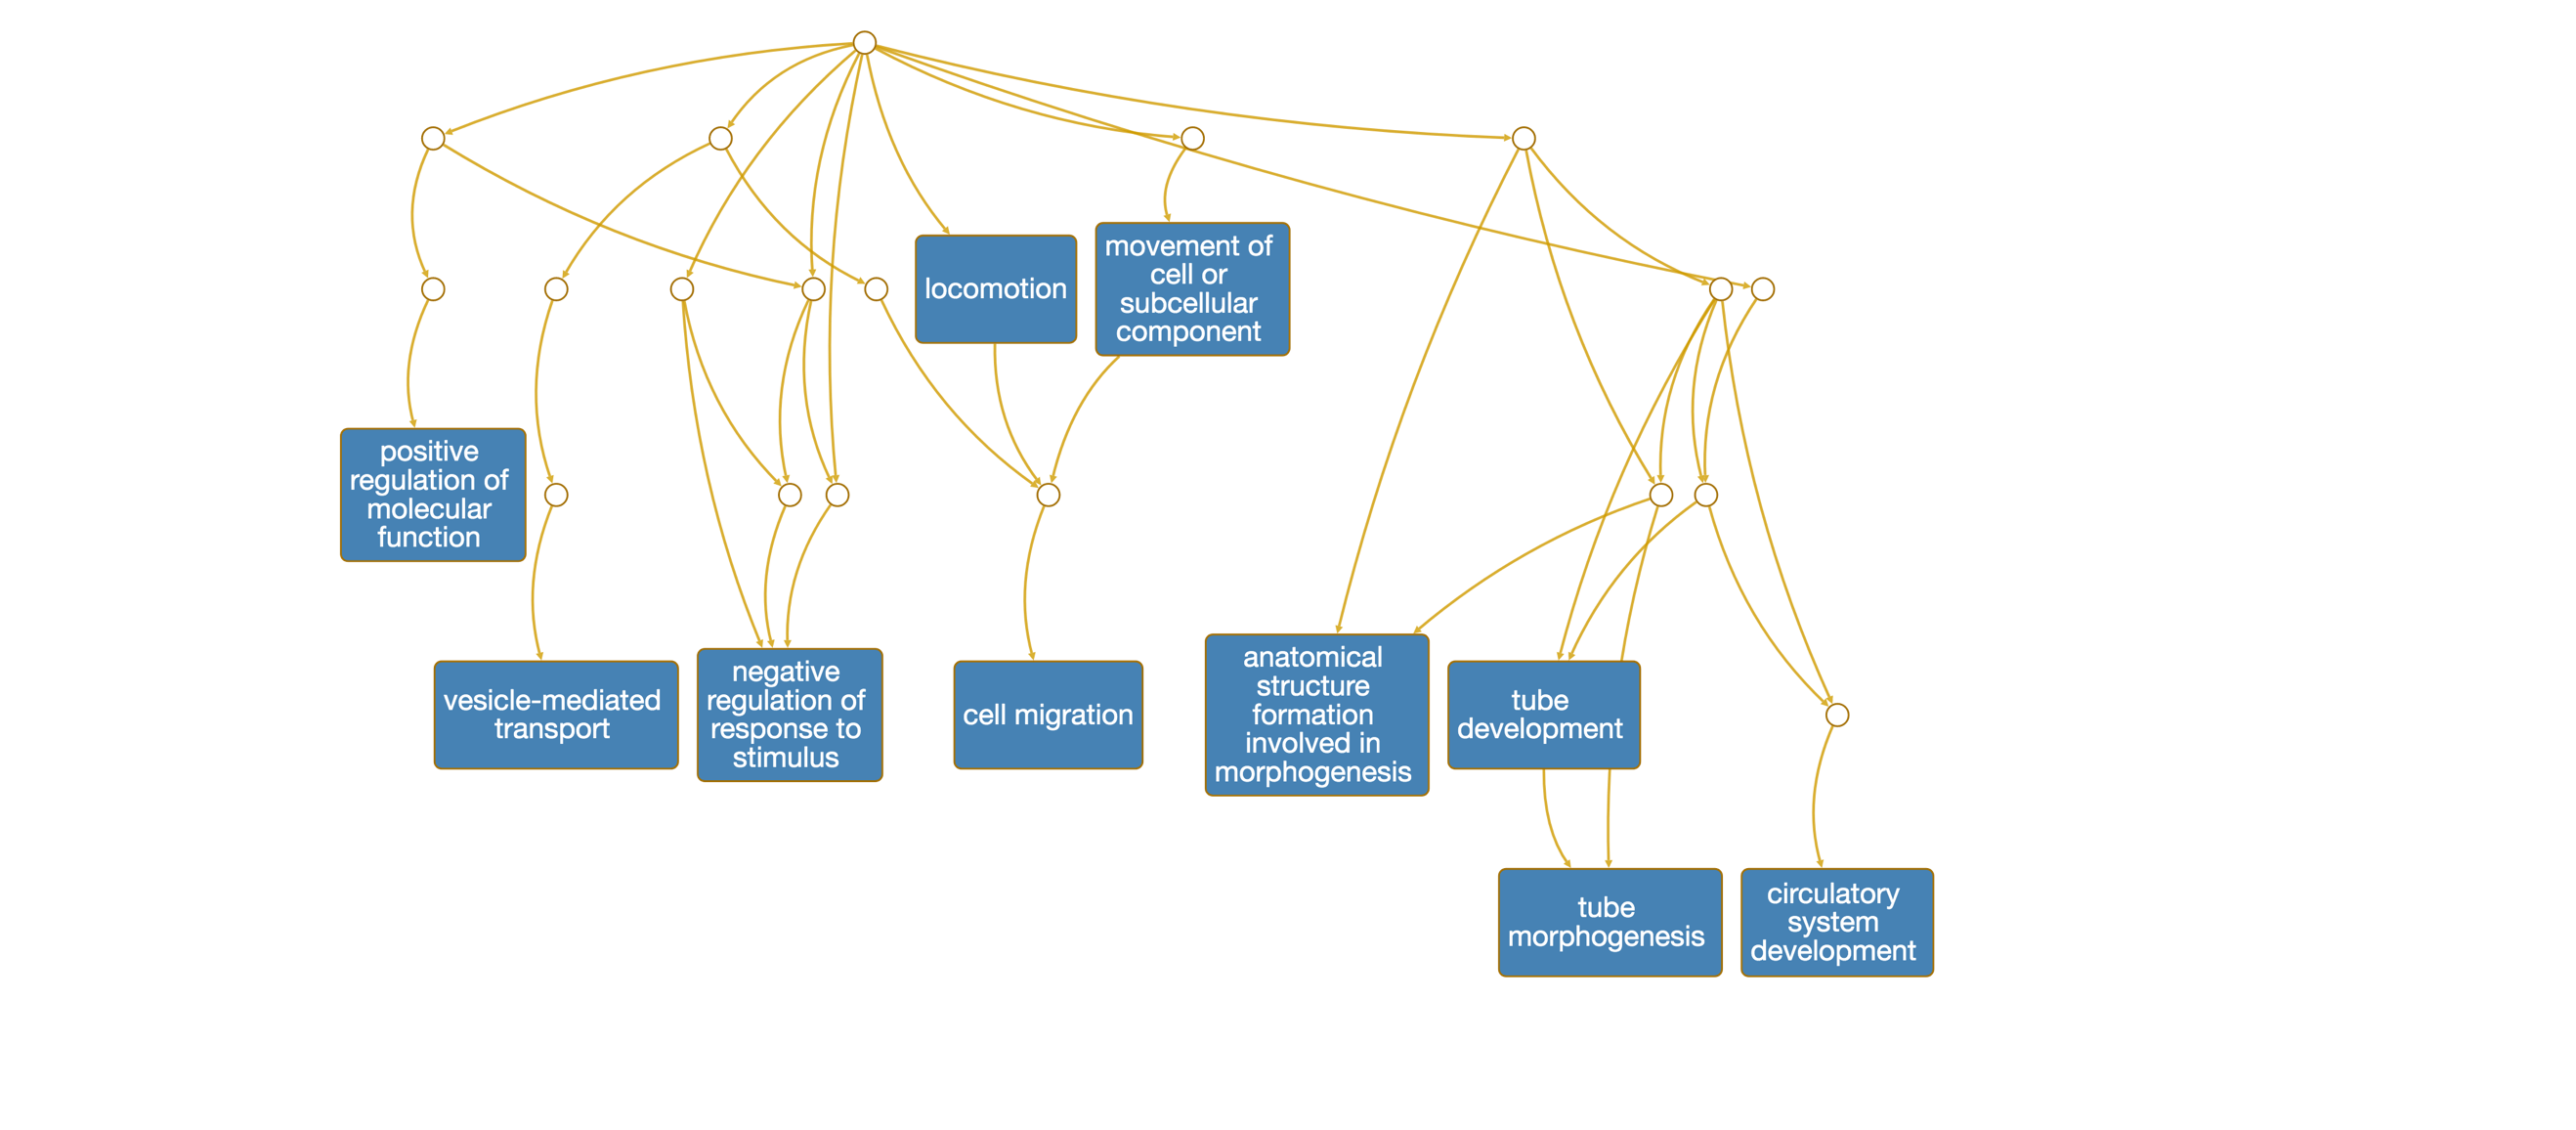 locomotion
movement of
cell or
subcellular
component
positive
regulation of
molecular
function
vesicle-mediated
transport
negative
regulation of
response to
stimulus
cell migration
anatomical
structure
formation
involved in
morphogenesis
tube
development
tube
morphogenesis
circulatory
system
development